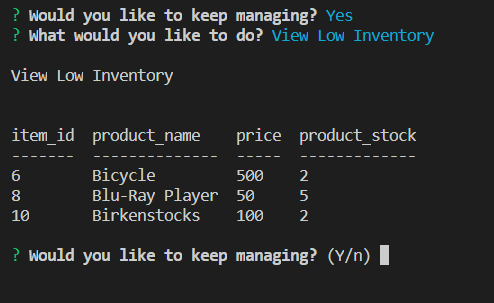 ? Would you like to keep managing? Yes
? What would you like to do? View Low Inventory
View Low Inventory
item_id  product_name    price  product_stock
-------  --------------  -----  -------------
6        Bicycle         500    2
8        Blu-Ray Player  50     5
10       Birkenstocks    100    2
? Would you like to keep managing? (Y/n)